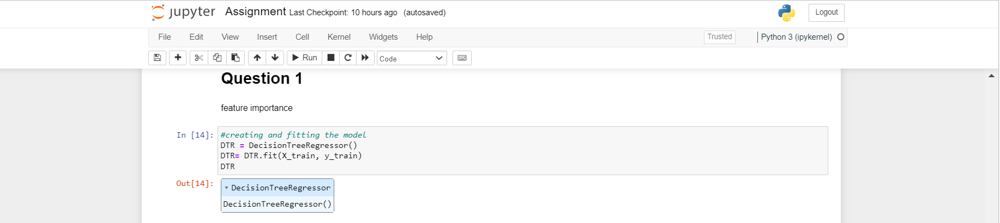 jupyter Assignment Last Checkpoint: 10 hours ago (autosaved) Logout
File Edit View Insert Cell Kernel Widgets Help Trusted Python 3 (ipykernel)
Run Code
Question 1
feature importance
In [14]: #creating and fitting the model
DTR = DecisionTreeRegressor()
DTR= DTR.fit(X_train, y_train)
DTR
Out[14]: DecisionTreeRegressor
DecisionTreeRegressor()